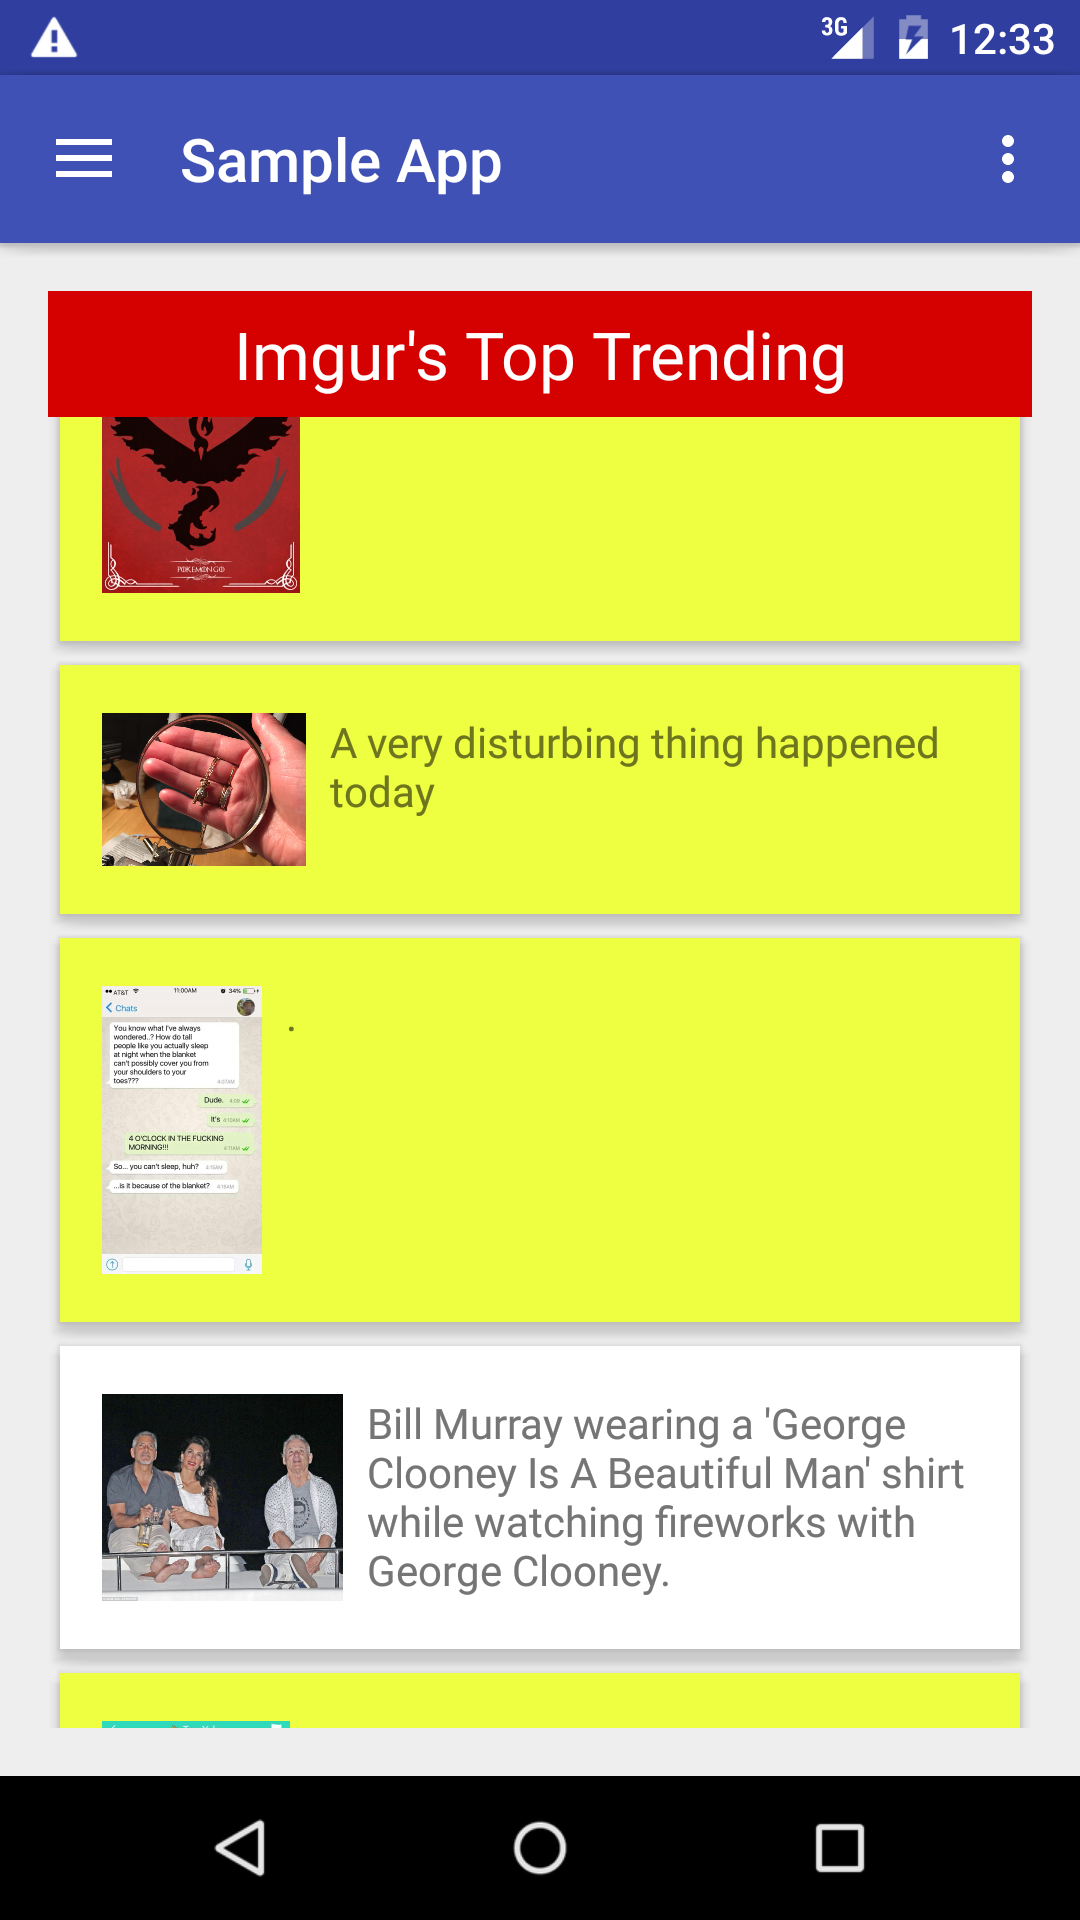 3G 12:33
Sample App
Imgur's Top Trending
POKEMON GO
A very disturbing thing happened
today
AT&T 11:00AM 34%
Chats
.
You know what I've always
wondered..? How do tall
people like you actually sleep
at night when the blanket
can't possibly cover you from
your shoulders to your
toes??? 4:07AM
Dude. 4:09
It's 4:10AM
4 O'CLOCK IN THE FUCKING
MORNING!!! 4:11AM
So... you can't sleep, huh? 4:15AM
...is it because of the blanket? 4:16AM
Bill Murray wearing a 'George
Clooney Is A Beautiful Man' shirt
while watching fireworks with
George Clooney.